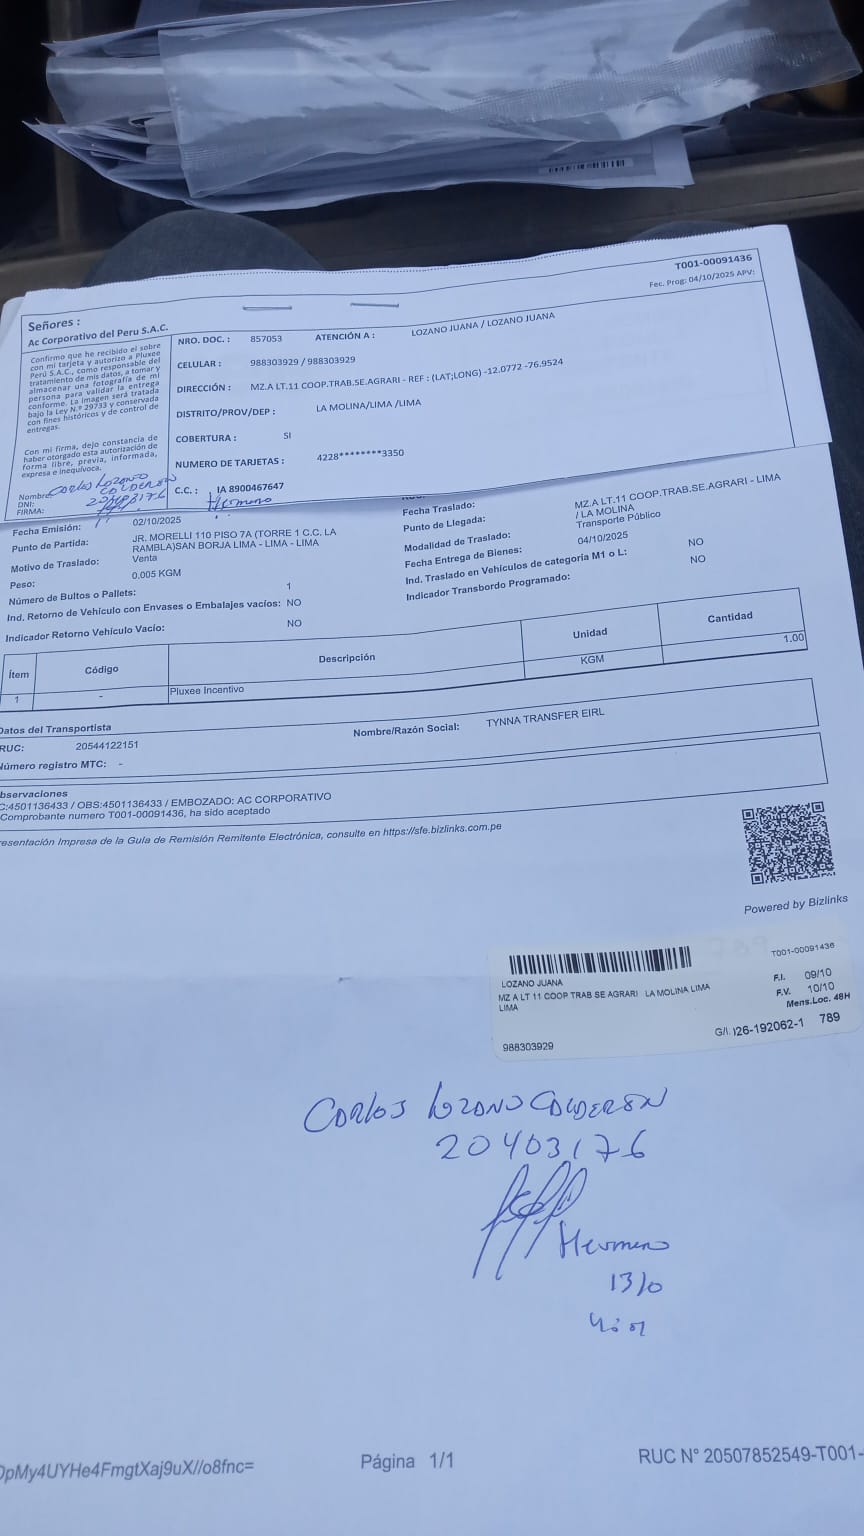 T001-00091436
Fec. Prog: 04/10/2025 APV:
Señores :
Ac Corporativo del Peru S.A.C.
Confirmo que he recibido el sobre
con mi tarjeta y autorizo a Pluxee
Perú S.A.C., como responsable del
tratamiento de mis datos, a tomar y
almacenar una fotografía de mi
persona para validar la entrega
conforme. La imagen será tratada
bajo la Ley N.º 29733 y conservada
con fines históricos y de control de
entregas.
Con mi firma, dejo constancia de
haber otorgado esta autorización de
forma libre, previa, informada,
expresa e inequívoca.
Nombre: Carlos Lozano
CALDERON
DNI: 20403176
FIRMA:
NRO. DOC. : 857053 ATENCIÓN A : LOZANO JUANA / LOZANO JUANA
CELULAR : 988303929 / 988303929
DIRECCIÓN : MZ.A LT.11 COOP.TRAB.SE.AGRARI - REF : (LAT;LONG) -12.0772 -76.9524
DISTRITO/PROV/DEP : LA MOLINA/LIMA /LIMA
COBERTURA : SI
NUMERO DE TARJETAS : 4228********3350
C.C. : IA 8900467647
Hermano
Fecha Emisión: 02/10/2025
Punto de Partida: JR. MORELLI 110 PISO 7A (TORRE 1 C.C. LA
RAMBLA)SAN BORJA LIMA - LIMA - LIMA
Motivo de Traslado: Venta
Peso: 0.005 KGM
Número de Bultos o Pallets: 1
Ind. Retorno de Vehículo con Envases o Embalajes vacíos: NO
Indicador Retorno Vehículo Vacío: NO
Fecha Traslado:
Punto de Llegada: MZ.A LT.11 COOP.TRAB.SE.AGRARI - LIMA
/ LA MOLINA
Modalidad de Traslado: Transporte Público
Fecha Entrega de Bienes: 04/10/2025
Ind. Traslado en Vehículos de categoría M1 o L: NO
Indicador Transbordo Programado: NO
Ítem Código Descripción Unidad Cantidad
1 - Pluxee Incentivo KGM 1.00
Datos del Transportista
RUC: 20544122151 Nombre/Razón Social: TYNNA TRANSFER EIRL
Número registro MTC: -
bservaciones
C:4501136433 / OBS:4501136433 / EMBOZADO: AC CORPORATIVO
Comprobante numero T001-00091436, ha sido aceptado
resentación Impresa de la Guía de Remisión Remitente Electrónica, consulte en https://sfe.bizlinks.com.pe
Powered by Bizlinks
T001-00091436
LOZANO JUANA
MZ A LT 11 COOP TRAB SE AGRARI LA MOLINA LIMA
LIMA
F.I. 09/10
F.V. 10/10
Mens.Loc. 48H
G/I. 026-192062-1 789
988303929
Carlos Lozano CALDERON
20403176
Hermano
13/0
DpMy4UYHe4FmgtXaj9uX//o8fnc=
Página 1/1
RUC N° 20507852549-T001-